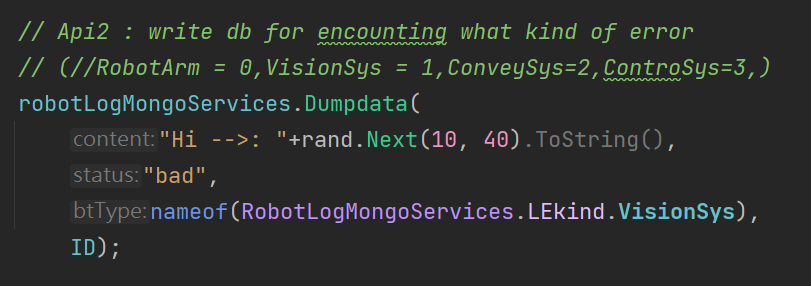 // Api2 : write db for encounting what kind of error
// (//RobotArm = 0,VisionSys = 1,ConveySys=2,ControSys=3,)
robotLogMongoServices.Dumpdata(
content:"Hi -->: "+rand.Next(10, 40).ToString(),
status:"bad",
btType:nameof(RobotLogMongoServices.LEkind.VisionSys),
ID);